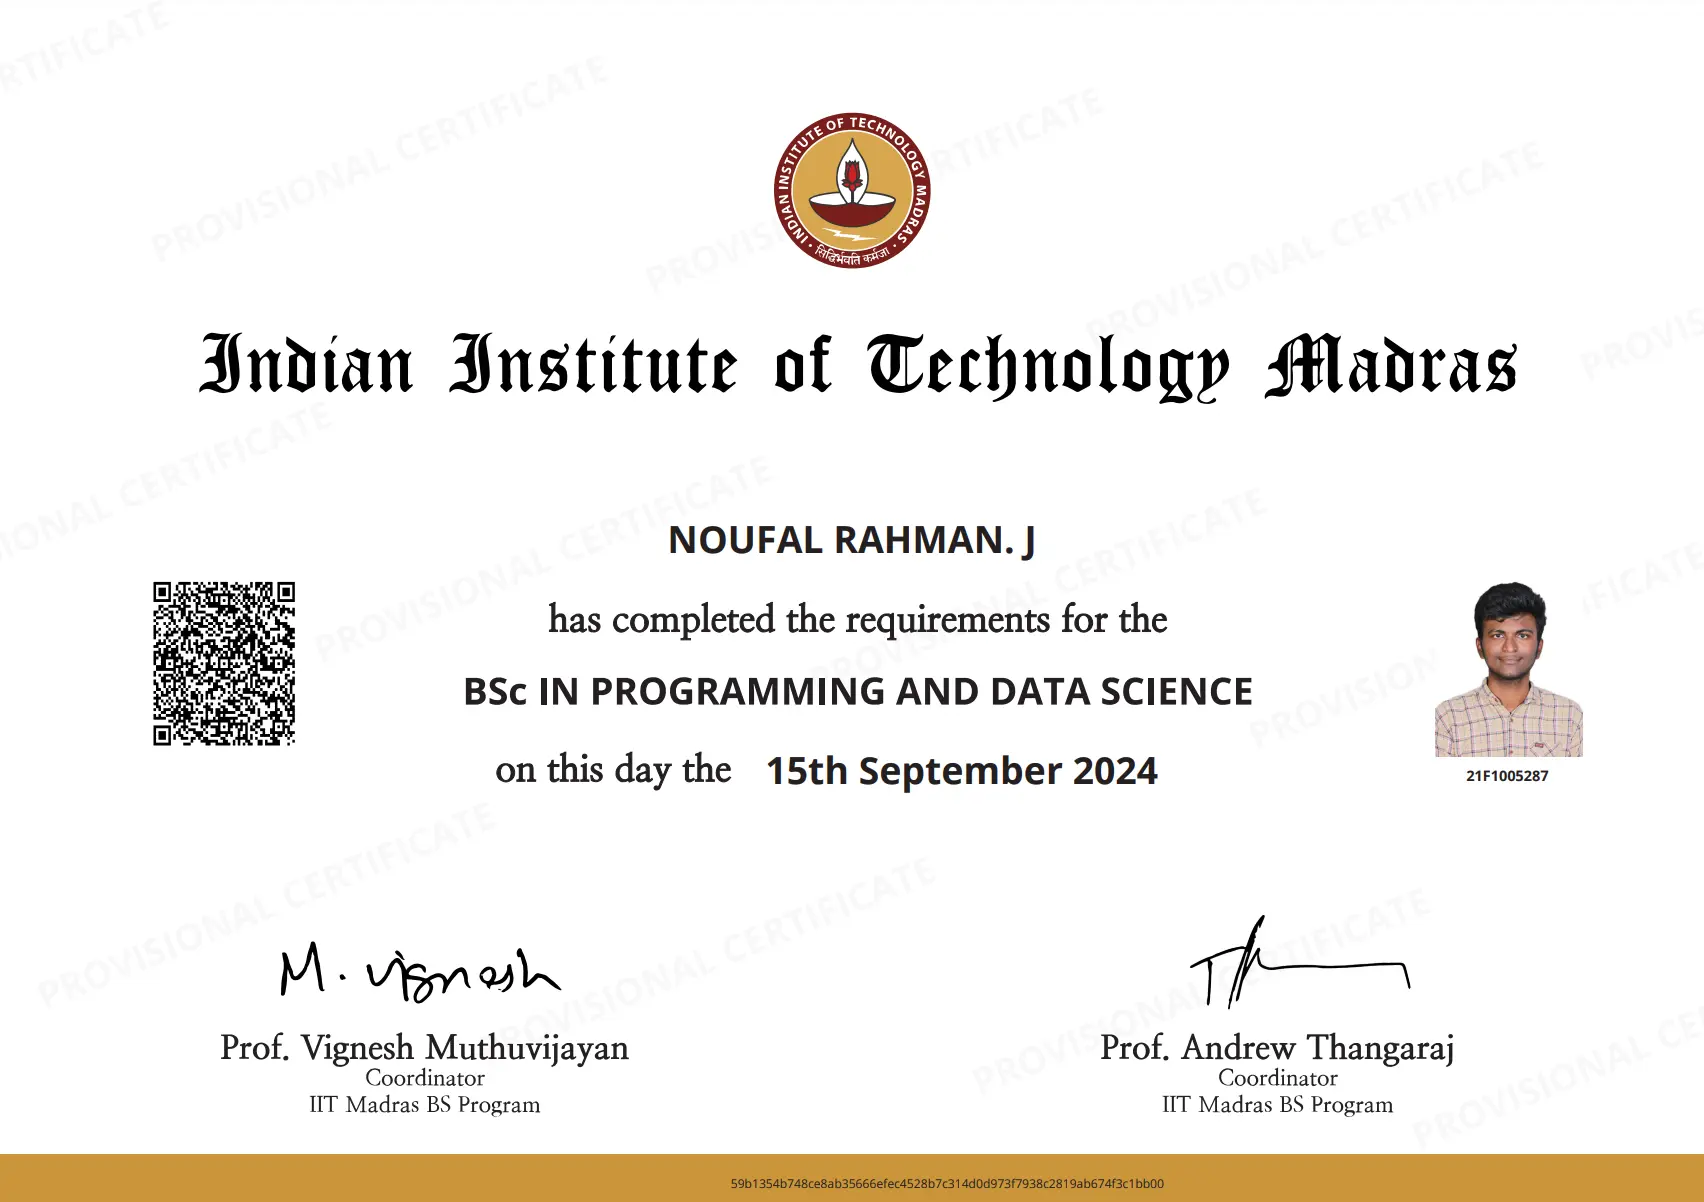 INDIAN INSTITUTE OF TECHNOLOGY MADRAS
सिद्धिर्भवति कर्मजा
Indian Institute of Technology Madras
NOUFAL RAHMAN. J
has completed the requirements for the
BSc IN PROGRAMMING AND DATA SCIENCE
on this day the 15th September 2024
21F1005287
M. Vignesh
Prof. Vignesh Muthuvijayan
Coordinator
IIT Madras BS Program
Prof. Andrew Thangaraj
Coordinator
IIT Madras BS Program
59b1354b748ce8ab35666efec4528b7c314d0d973f7938c2819ab674f3c1bb00
PROVISIONAL CERTIFICATE